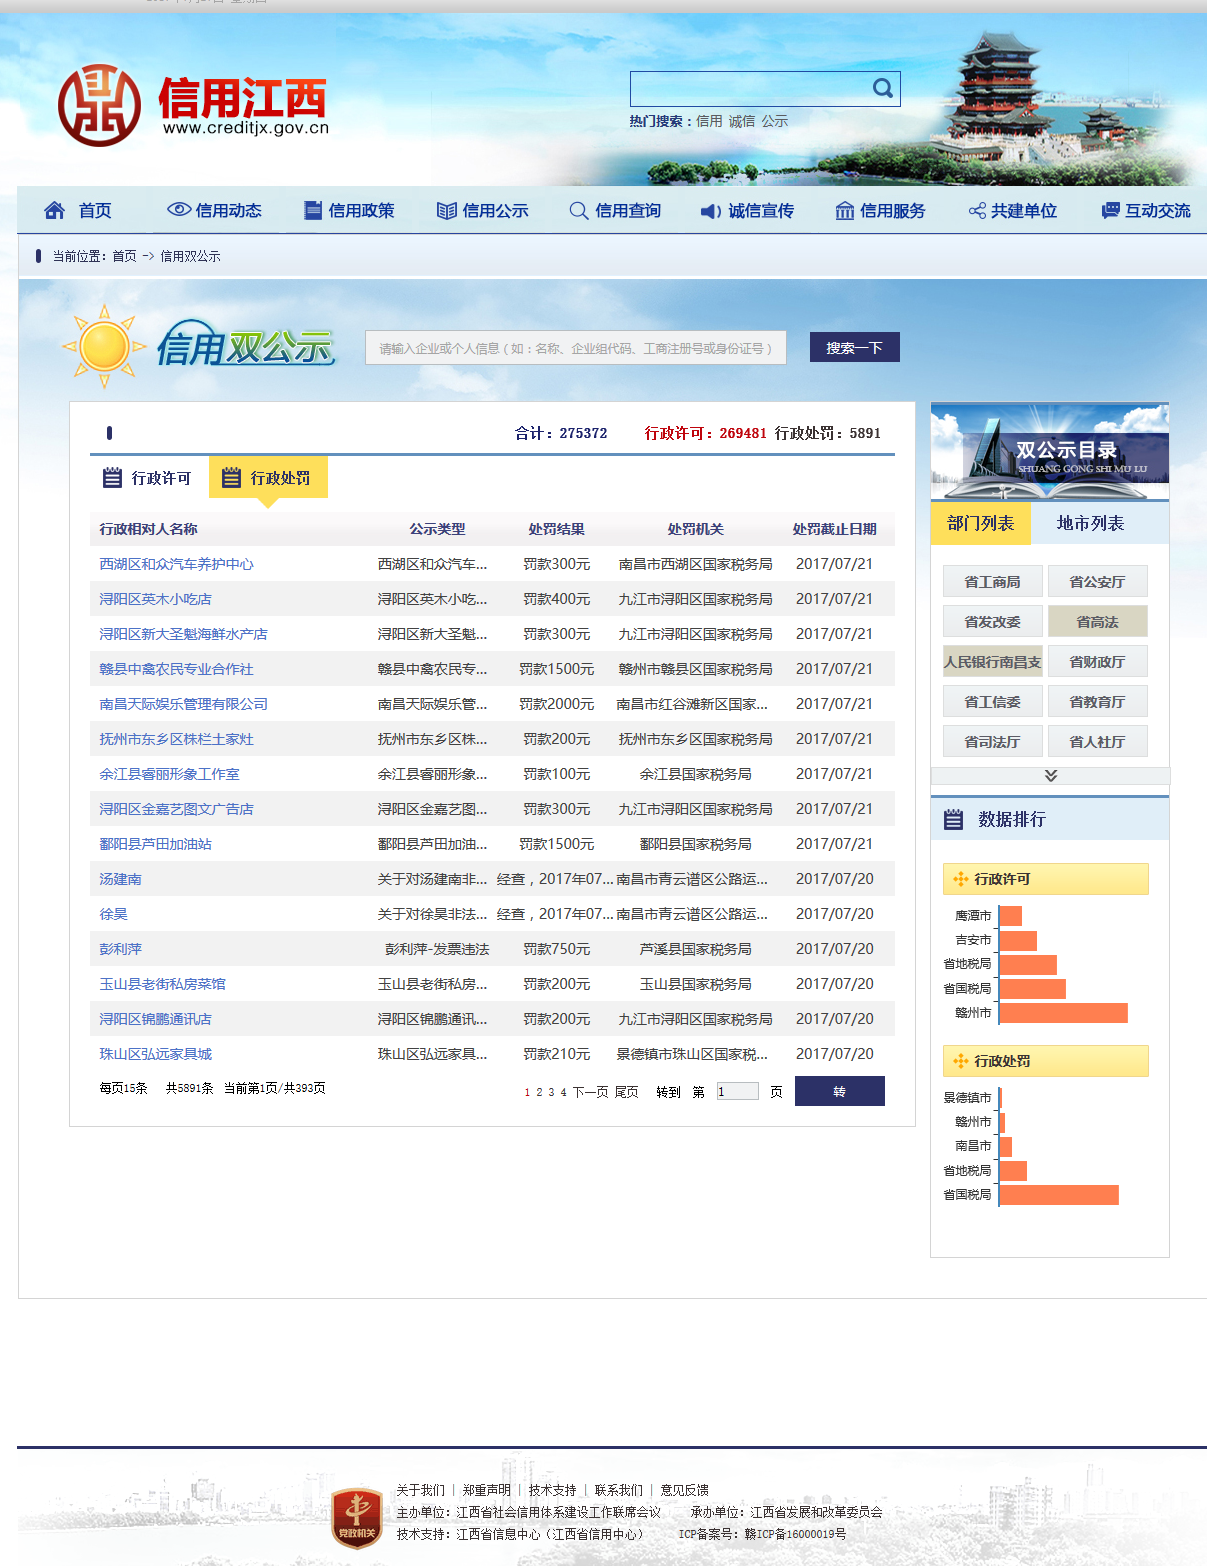 信用江西
www.creditjx.gov.cn
热门搜索：信用 诚信 公示
首页 信用动态 信用政策 信用公示 信用查询 诚信宣传 信用服务 共建单位 互动交流
当前位置：首页 -> 信用双公示
信用双公示
请输入企业或个人信息（如：名称、企业组代码、工商注册号或身份证号）
搜索一下
合计：275372 行政许可：269481 行政处罚：5891
行政许可 行政处罚
行政相对人名称 公示类型 处罚结果 处罚机关 处罚截止日期
西湖区和众汽车养护中心 西湖区和众汽车... 罚款300元 南昌市西湖区国家税务局 2017/07/21
浔阳区英木小吃店 浔阳区英木小吃... 罚款400元 九江市浔阳区国家税务局 2017/07/21
浔阳区新大圣魁海鲜水产店 浔阳区新大圣魁... 罚款300元 九江市浔阳区国家税务局 2017/07/21
赣县中禽农民专业合作社 赣县中禽农民专... 罚款1500元 赣州市赣县区国家税务局 2017/07/21
南昌天际娱乐管理有限公司 南昌天际娱乐管... 罚款2000元 南昌市红谷滩新区国家... 2017/07/21
抚州市东乡区株栏土家灶 抚州市东乡区株... 罚款200元 抚州市东乡区国家税务局 2017/07/21
余江县睿丽形象工作室 余江县睿丽形象... 罚款100元 余江县国家税务局 2017/07/21
浔阳区金嘉艺图文广告店 浔阳区金嘉艺图... 罚款300元 九江市浔阳区国家税务局 2017/07/21
鄱阳县芦田加油站 鄱阳县芦田加油... 罚款1500元 鄱阳县国家税务局 2017/07/21
汤建南 关于对汤建南非... 经查，2017年07... 南昌市青云谱区公路运... 2017/07/20
徐昊 关于对徐昊非法... 经查，2017年07... 南昌市青云谱区公路运... 2017/07/20
彭利萍 彭利萍-发票违法 罚款750元 芦溪县国家税务局 2017/07/20
玉山县老街私房菜馆 玉山县老街私房... 罚款200元 玉山县国家税务局 2017/07/20
浔阳区锦鹏通讯店 浔阳区锦鹏通讯... 罚款200元 九江市浔阳区国家税务局 2017/07/20
珠山区弘远家具城 珠山区弘远家具... 罚款210元 景德镇市珠山区国家税... 2017/07/20
每页15条 共5891条 当前第1页/共393页 1 2 3 4 下一页 尾页 转到 第 1 页 转
双公示目录
SHUANG GONG SHI MU LU
部门列表 地市列表
省工商局 省公安厅
省发改委 省高法
人民银行南昌支 省财政厅
省工信委 省教育厅
省司法厅 省人社厅
数据排行
行政许可
鹰潭市
吉安市
省地税局
省国税局
赣州市
行政处罚
景德镇市
赣州市
南昌市
省地税局
省国税局
党政机关
关于我们 | 郑重声明 | 技术支持 | 联系我们 | 意见反馈
主办单位：江西省社会信用体系建设工作联席会议 承办单位：江西省发展和改革委员会
技术支持：江西省信息中心（江西省信用中心） ICP备案号：赣ICP备16000019号